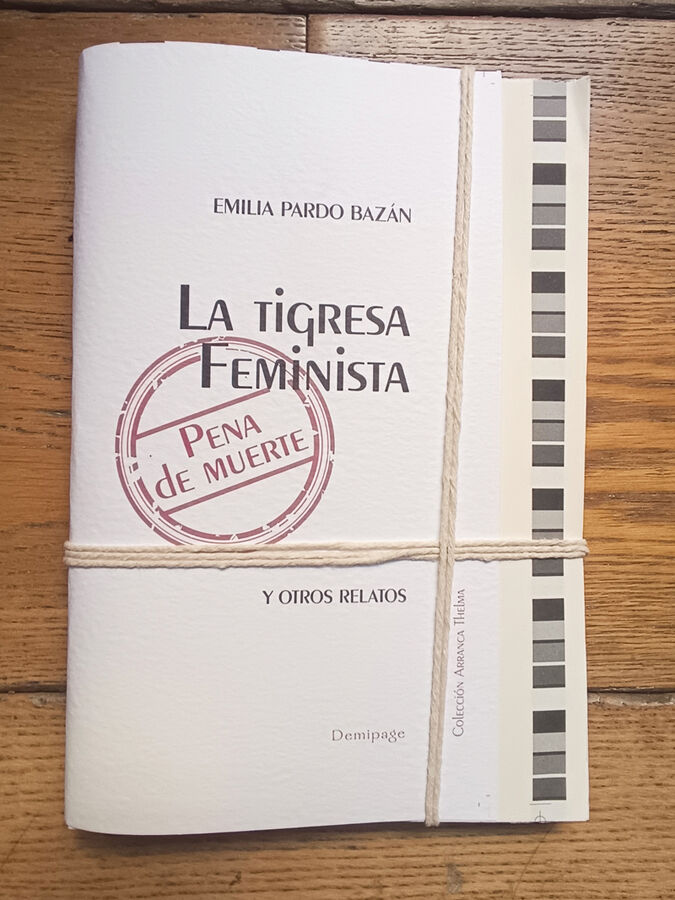 EMILIA PARDO BAZÁN
LA TIGRESA
FEMINISTA
PENA
DE MUERTE
Y OTROS RELATOS
Demipage
Colección Arranca Thelma